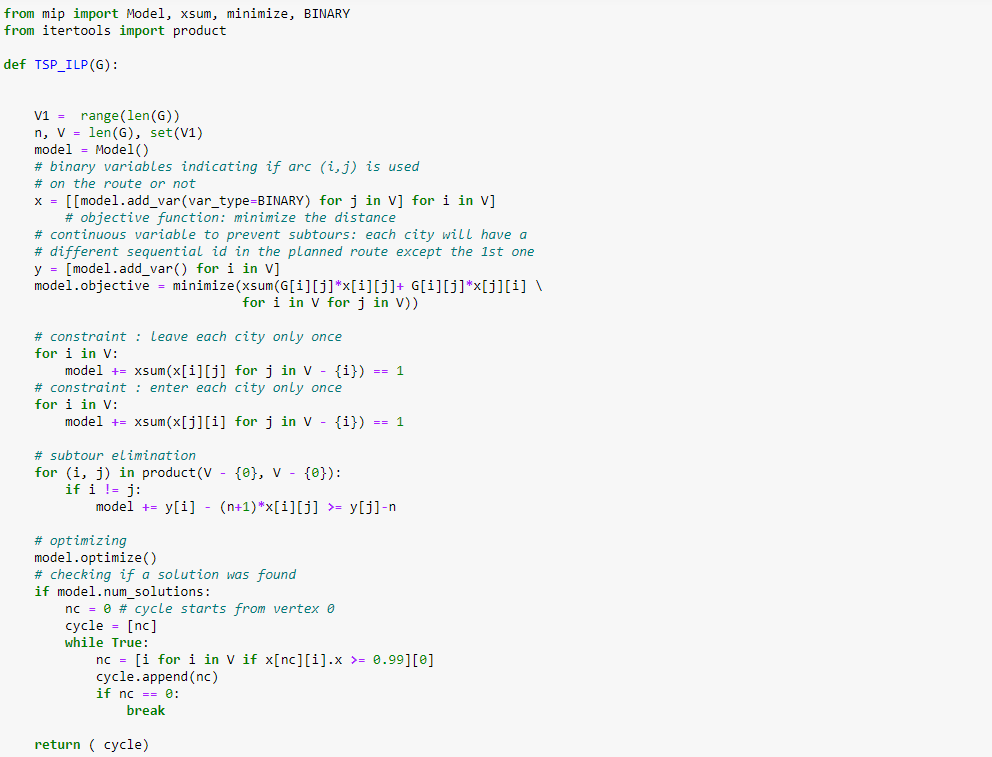 from mip import Model, xsum, minimize, BINARY
from itertools import product

def TSP_ILP(G):


    V1 =  range(len(G))
    n, V = len(G), set(V1)
    model = Model()
    # binary variables indicating if arc (i,j) is used
    # on the route or not
    x = [[model.add_var(var_type=BINARY) for j in V] for i in V]
        # objective function: minimize the distance
    # continuous variable to prevent subtours: each city will have a
    # different sequential id in the planned route except the 1st one
    y = [model.add_var() for i in V]
    model.objective = minimize(xsum(G[i][j]*x[i][j]+ G[i][j]*x[j][i] \
                               for i in V for j in V))

    # constraint : leave each city only once
    for i in V:
        model += xsum(x[i][j] for j in V - {i}) == 1
    # constraint : enter each city only once
    for i in V:
        model += xsum(x[j][i] for j in V - {i}) == 1

    # subtour elimination
    for (i, j) in product(V - {0}, V - {0}):
        if i != j:
            model += y[i] - (n+1)*x[i][j] >= y[j]-n

    # optimizing
    model.optimize()
    # checking if a solution was found
    if model.num_solutions:
        nc = 0 # cycle starts from vertex 0
        cycle = [nc]
        while True:
            nc = [i for i in V if x[nc][i].x >= 0.99][0]
            cycle.append(nc)
            if nc == 0:
                break

    return ( cycle)